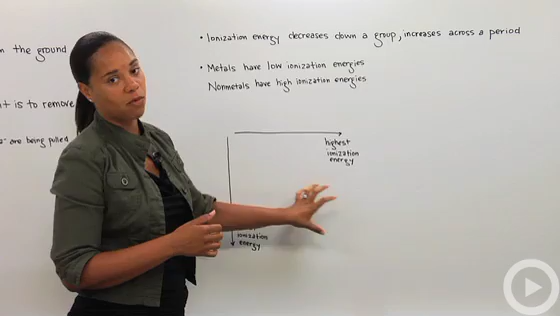 • Ionization energy decreases down a group, increases across a period
• Metals have low ionization energies
Nonmetals have high ionization energies
the ground
t is to remove
are being pulled
highest
ionization
energy
ionization
energy